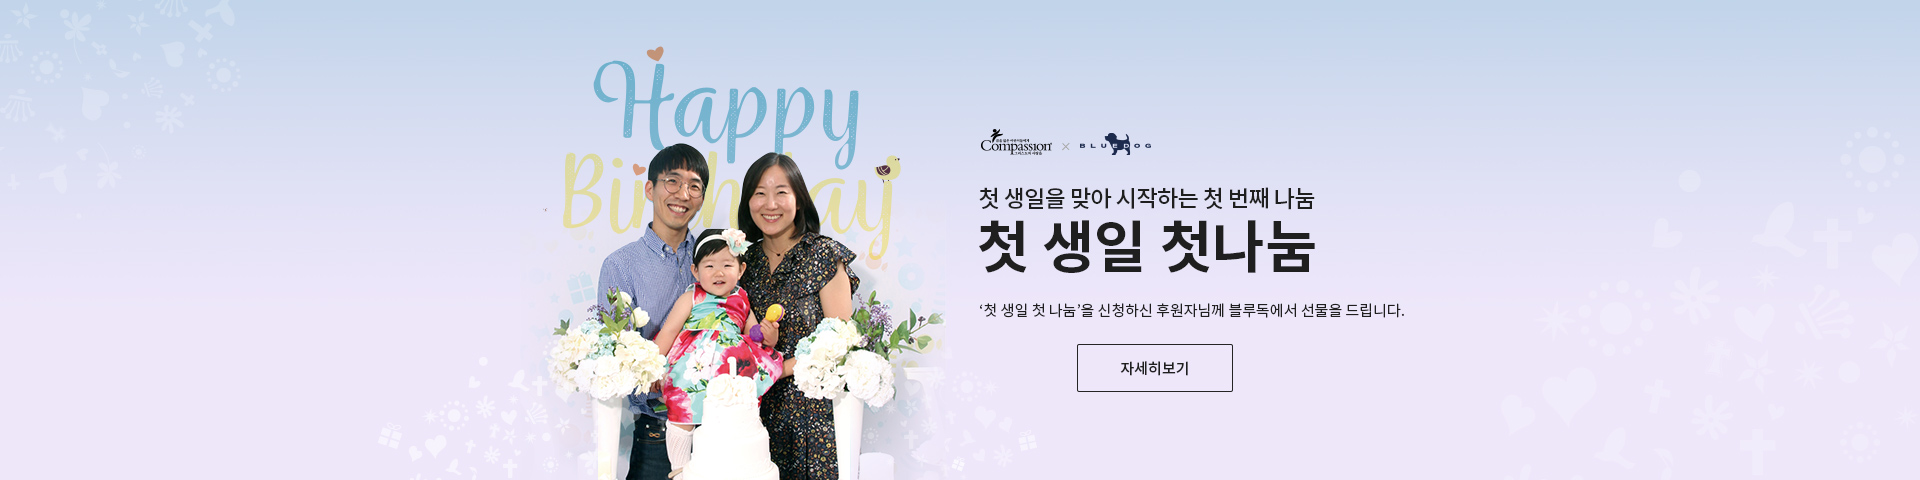 Happy
Birthday
Compassion × BLUEDOG
첫 생일을 맞아 시작하는 첫 번째 나눔
첫 생일 첫나눔
‘첫 생일 첫 나눔’을 신청하신 후원자님께 블루독에서 선물을 드립니다.
자세히보기